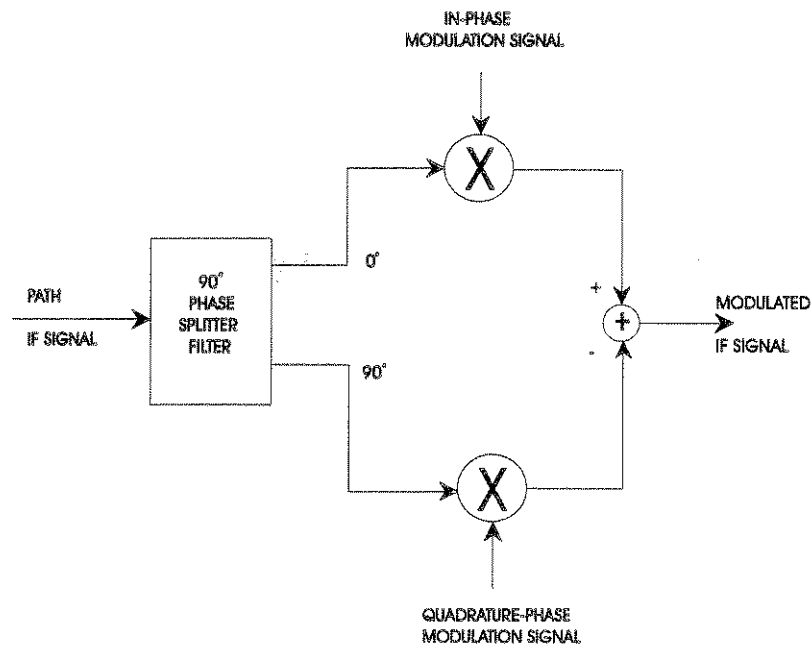 IN-PHASE
MODULATION SIGNAL
X
0°
90°
PHASE
SPLITTER
FILTER
PATH
IF SIGNAL
+
+
-
MODULATED
IF SIGNAL
90°
X
QUADRATURE-PHASE
MODULATION SIGNAL